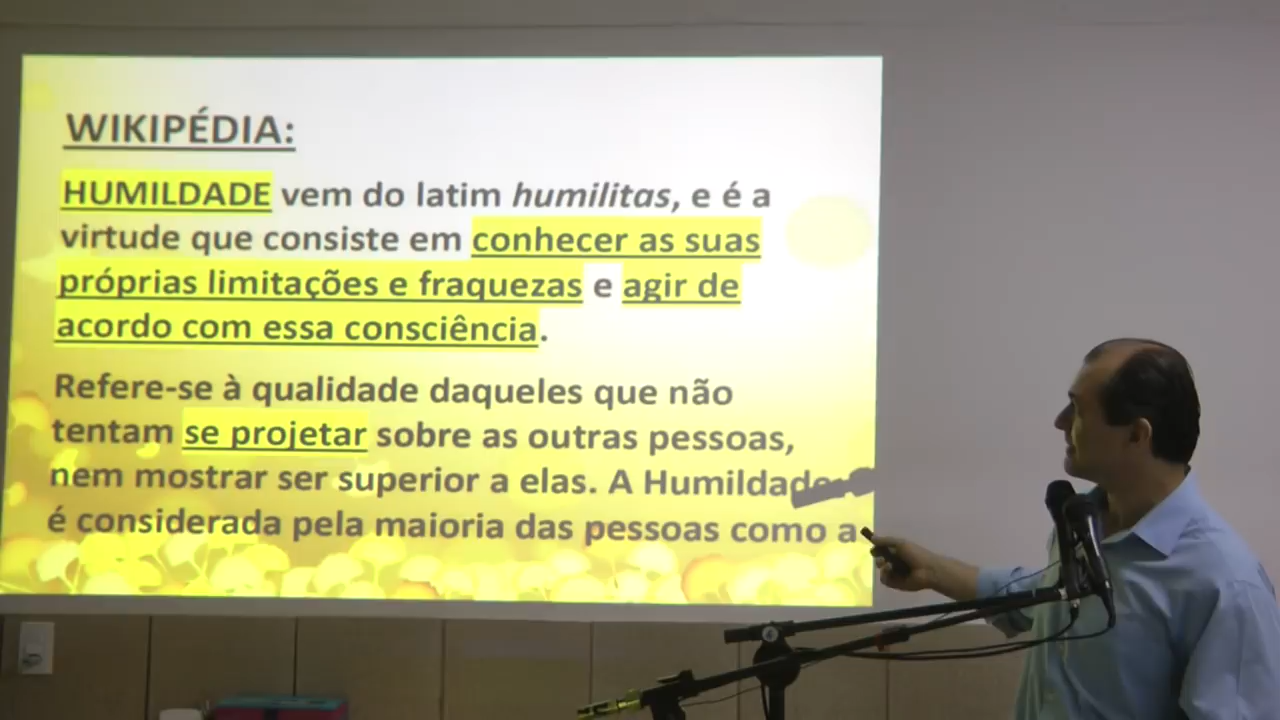 WIKIPÉDIA:
HUMILDADE vem do latim humilitas, e é a
virtude que consiste em conhecer as suas
próprias limitações e fraquezas e agir de
acordo com essa consciência.
Refere-se à qualidade daqueles que não
tentam se projetar sobre as outras pessoas,
nem mostrar ser superior a elas. A Humildade
é considerada pela maioria das pessoas como a